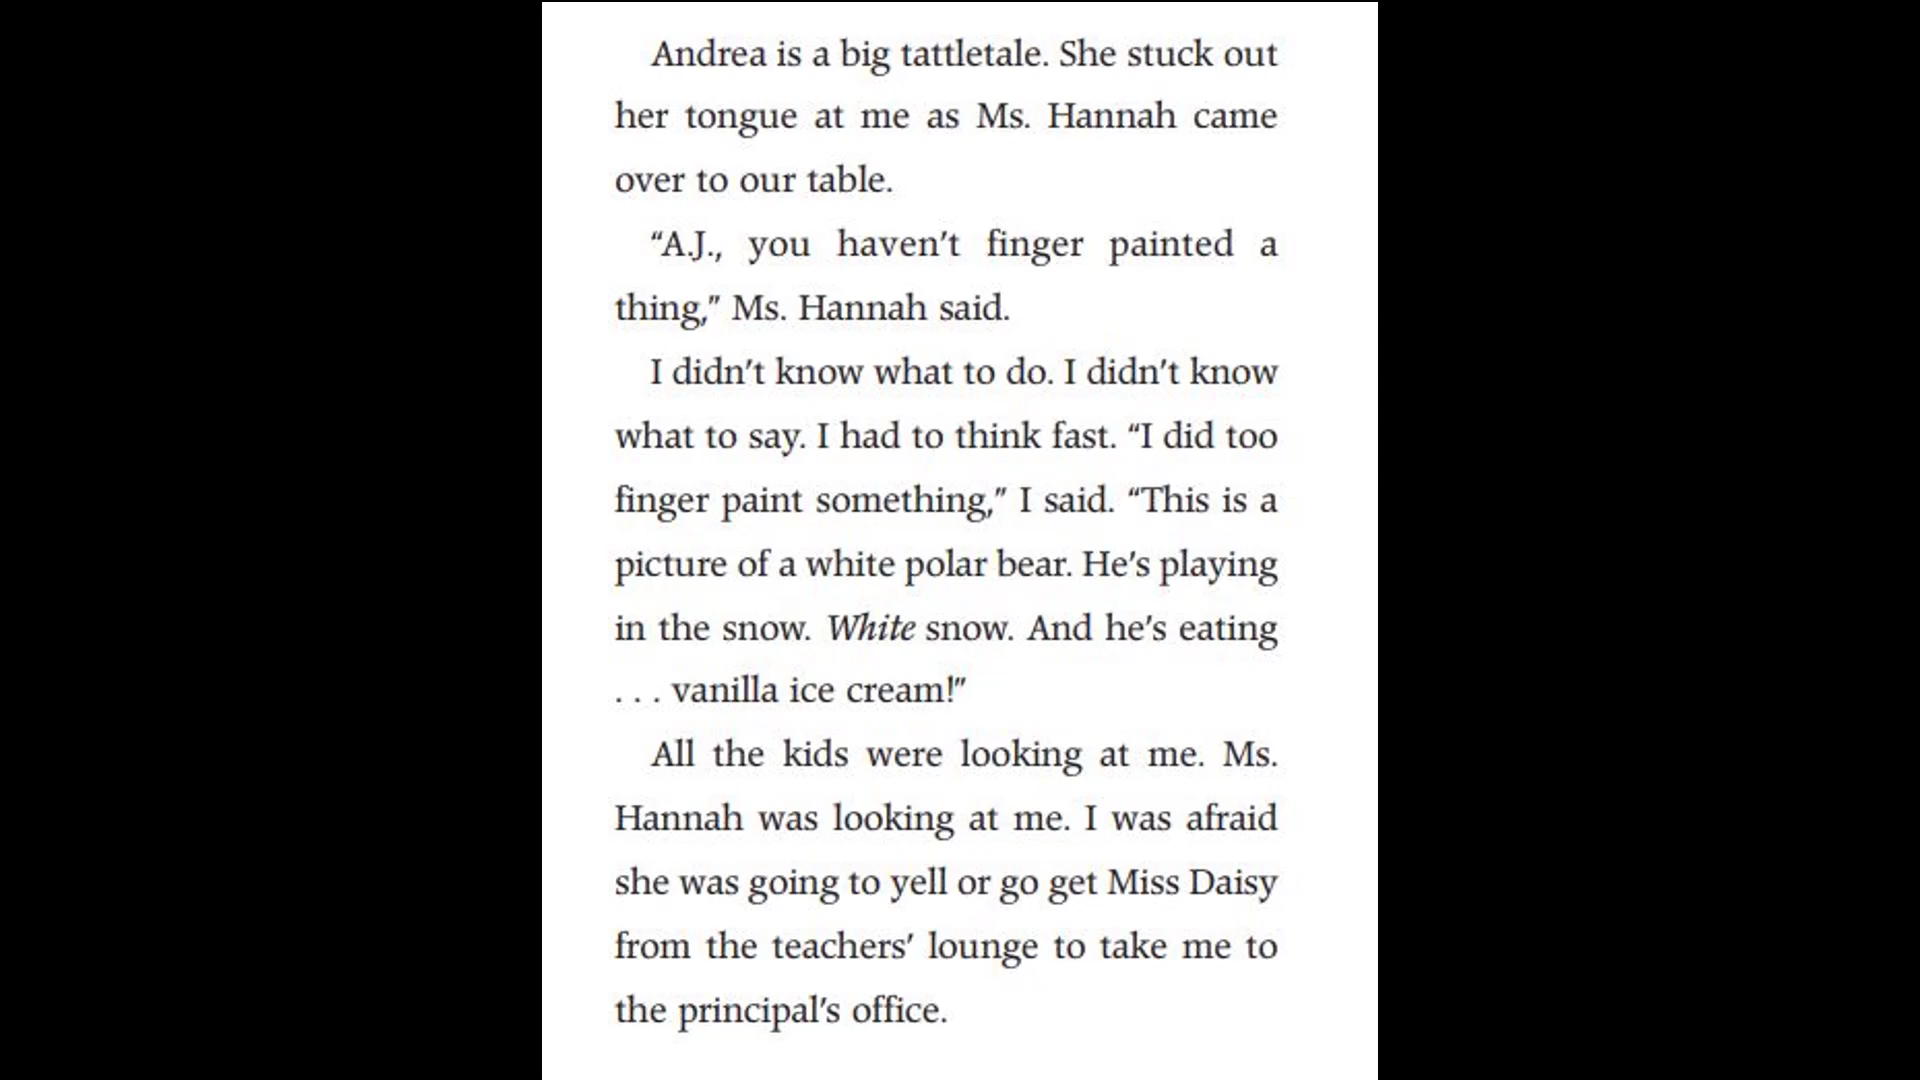 Andrea is a big tattletale. She stuck out
her tongue at me as Ms. Hannah came
over to our table.
“A.J., you haven’t finger painted a
thing,” Ms. Hannah said.
I didn’t know what to do. I didn’t know
what to say. I had to think fast. “I did too
finger paint something,” I said. “This is a
picture of a white polar bear. He’s playing
in the snow. White snow. And he’s eating
. . . vanilla ice cream!”
All the kids were looking at me. Ms.
Hannah was looking at me. I was afraid
she was going to yell or go get Miss Daisy
from the teachers’ lounge to take me to
the principal’s office.